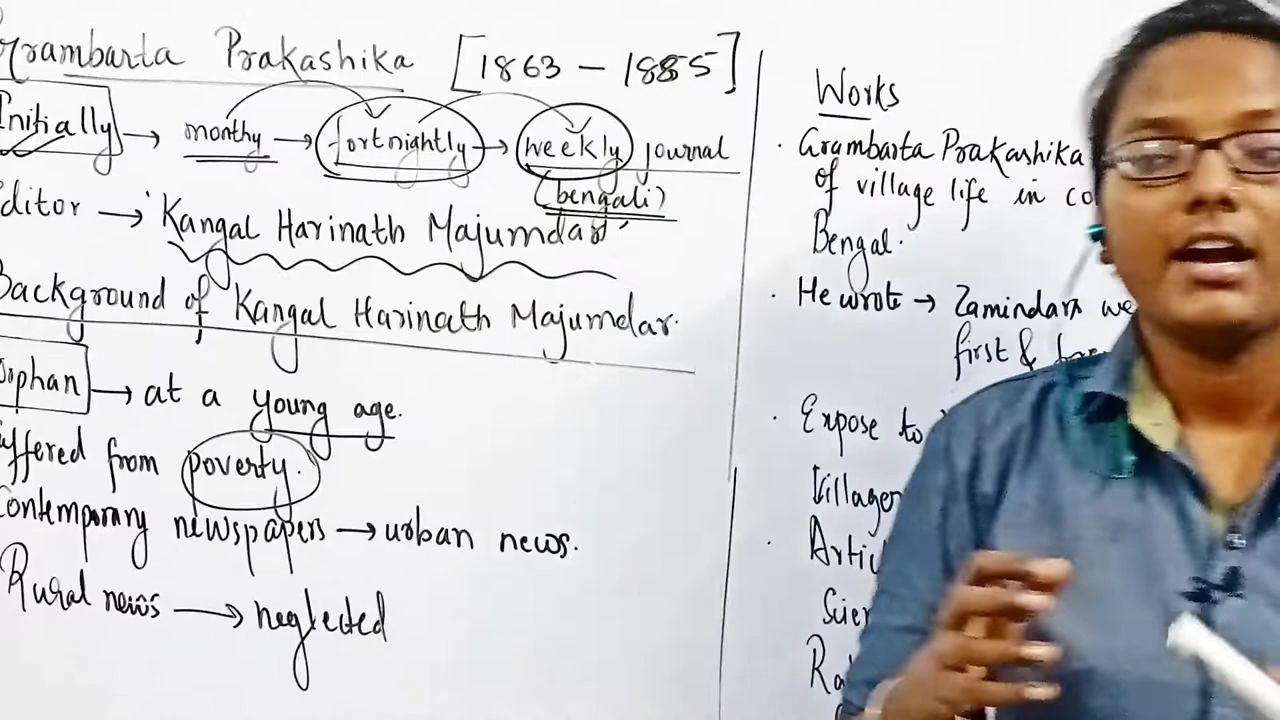 Grambarta Prakashika [1863 – 1885]
Initially → monthy → fortnightly → weekly journal
(bengali)
Editor → 'Kangal Harinath Majumdar'
Background of Kangal Harinath Majumdar.
Orphan → at a young age.
suffered from poverty.
Contemporary newspapers → urban news.
Rural news → neglected
Works
· Grambarta Prakashika
of village life in co
Bengal.
· He wrote → Zamindars we
first &
· Expose to
Villager
· Artic
Scien
Ra